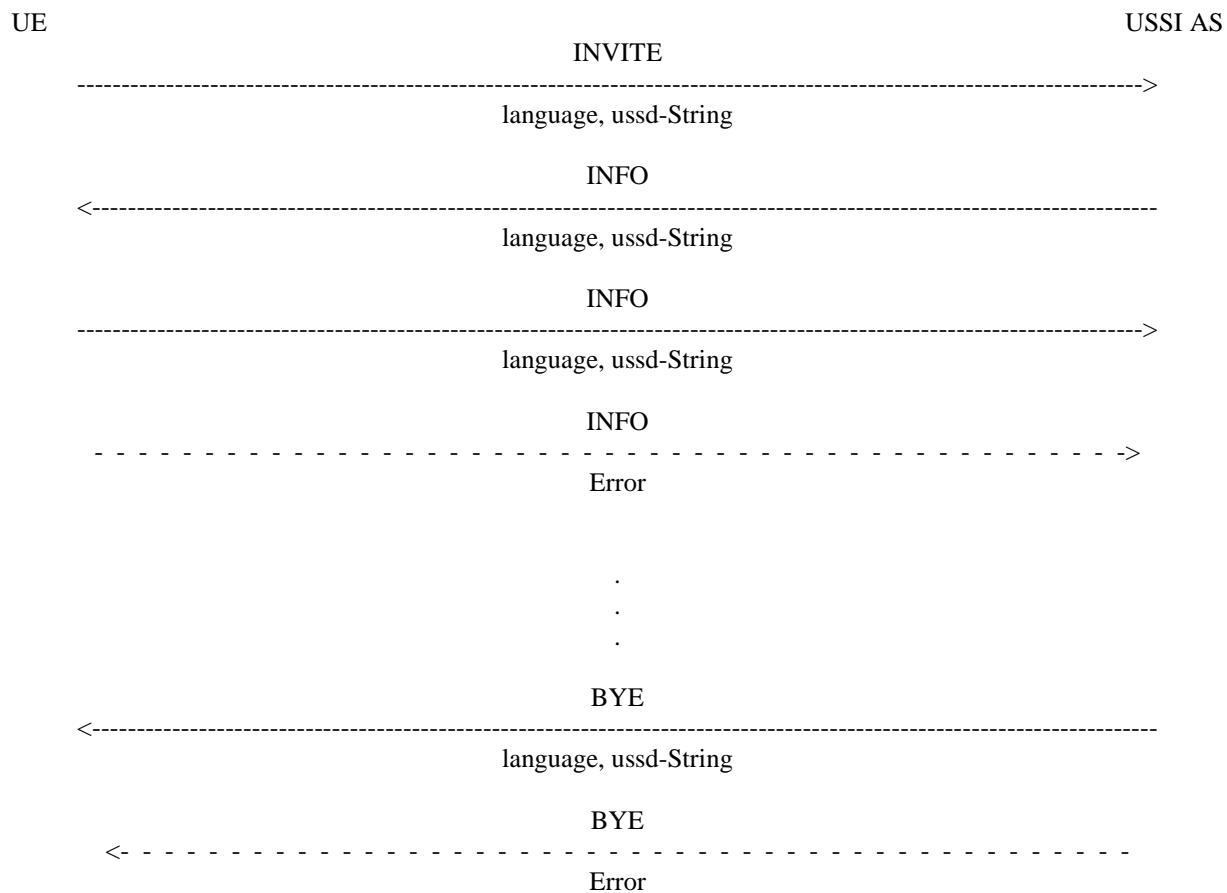 UE USSI AS
INVITE
------------------------------------------------------------------------------------------------------------------------>
language, ussd-String
INFO
<------------------------------------------------------------------------------------------------------------------------
language, ussd-String
INFO
------------------------------------------------------------------------------------------------------------------------>
language, ussd-String
INFO
- - - - - - - - - - - - - - - - - - - - - - - - - - - - - - - - - - - - - - - - - - - - - - ->
Error
.
.
.
BYE
<------------------------------------------------------------------------------------------------------------------------
language, ussd-String
BYE
<- - - - - - - - - - - - - - - - - - - - - - - - - - - - - - - - - - - - - - - - - - - - - -
Error